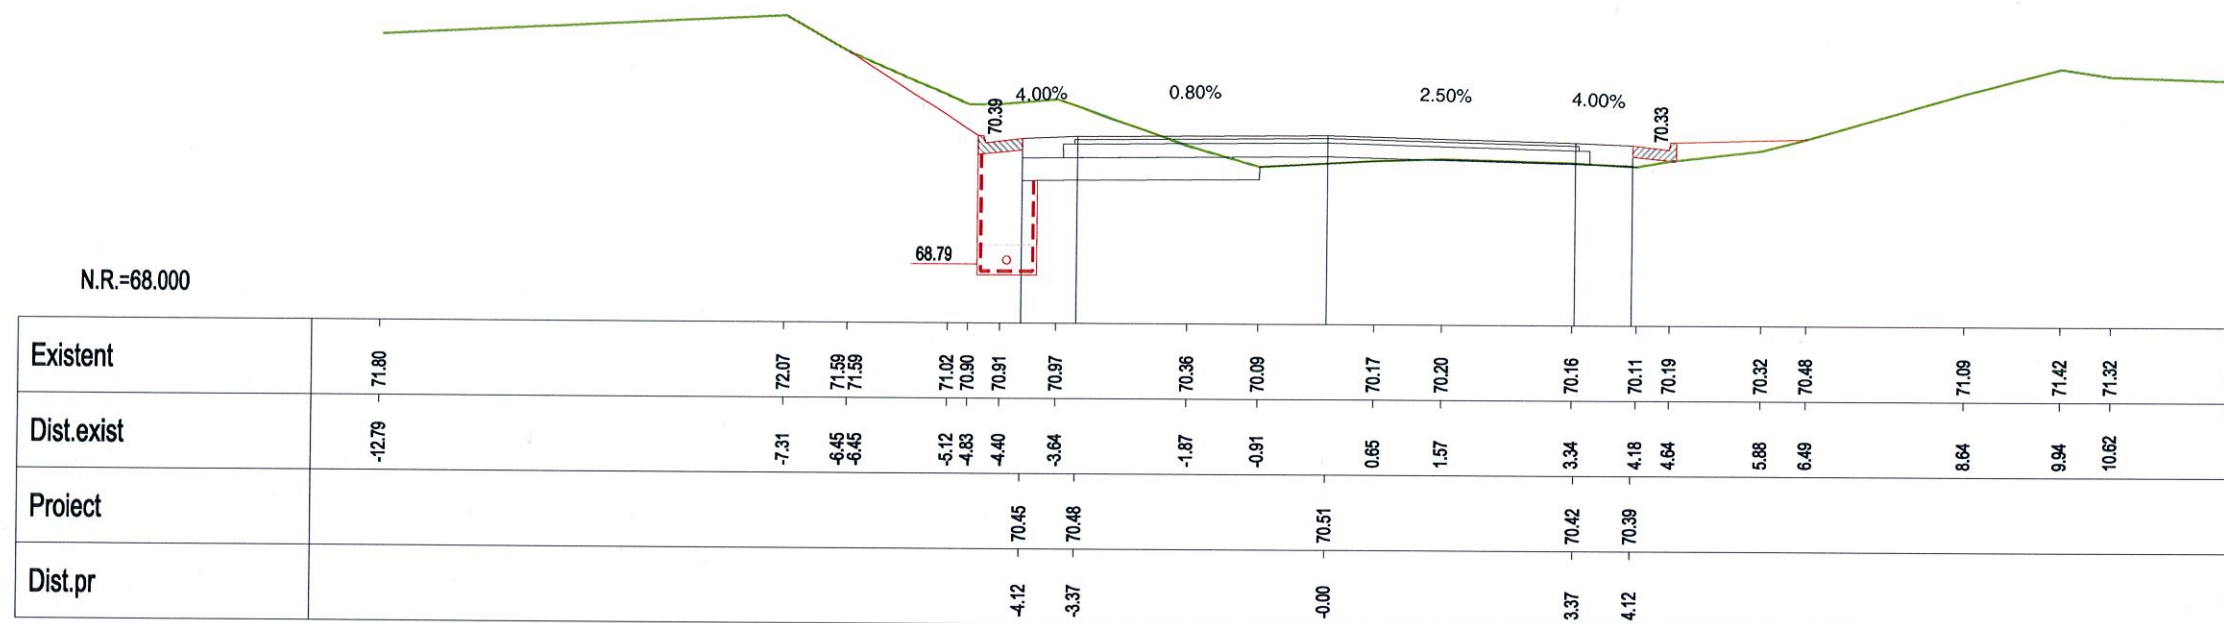 4.00% 0.80% 2.50% 4.00%
70.39
70.33
68.79
N.R.=68.000
Existent 71.80 72.07 71.59 71.59 71.02 70.90 70.91 70.97 70.36 70.09 70.17 70.20 70.16 70.11 70.19 70.32 70.48 71.09 71.42 71.32
Dist.exist -12.79 -7.31 -6.45 -6.45 -5.12 -4.83 -4.40 -3.64 -1.87 -0.91 0.65 1.57 3.34 4.18 4.64 5.88 6.49 8.64 9.94 10.62
Proiect 70.45 70.48 70.51 70.42 70.39
Dist.pr -4.12 -3.37 -0.00 3.37 4.12